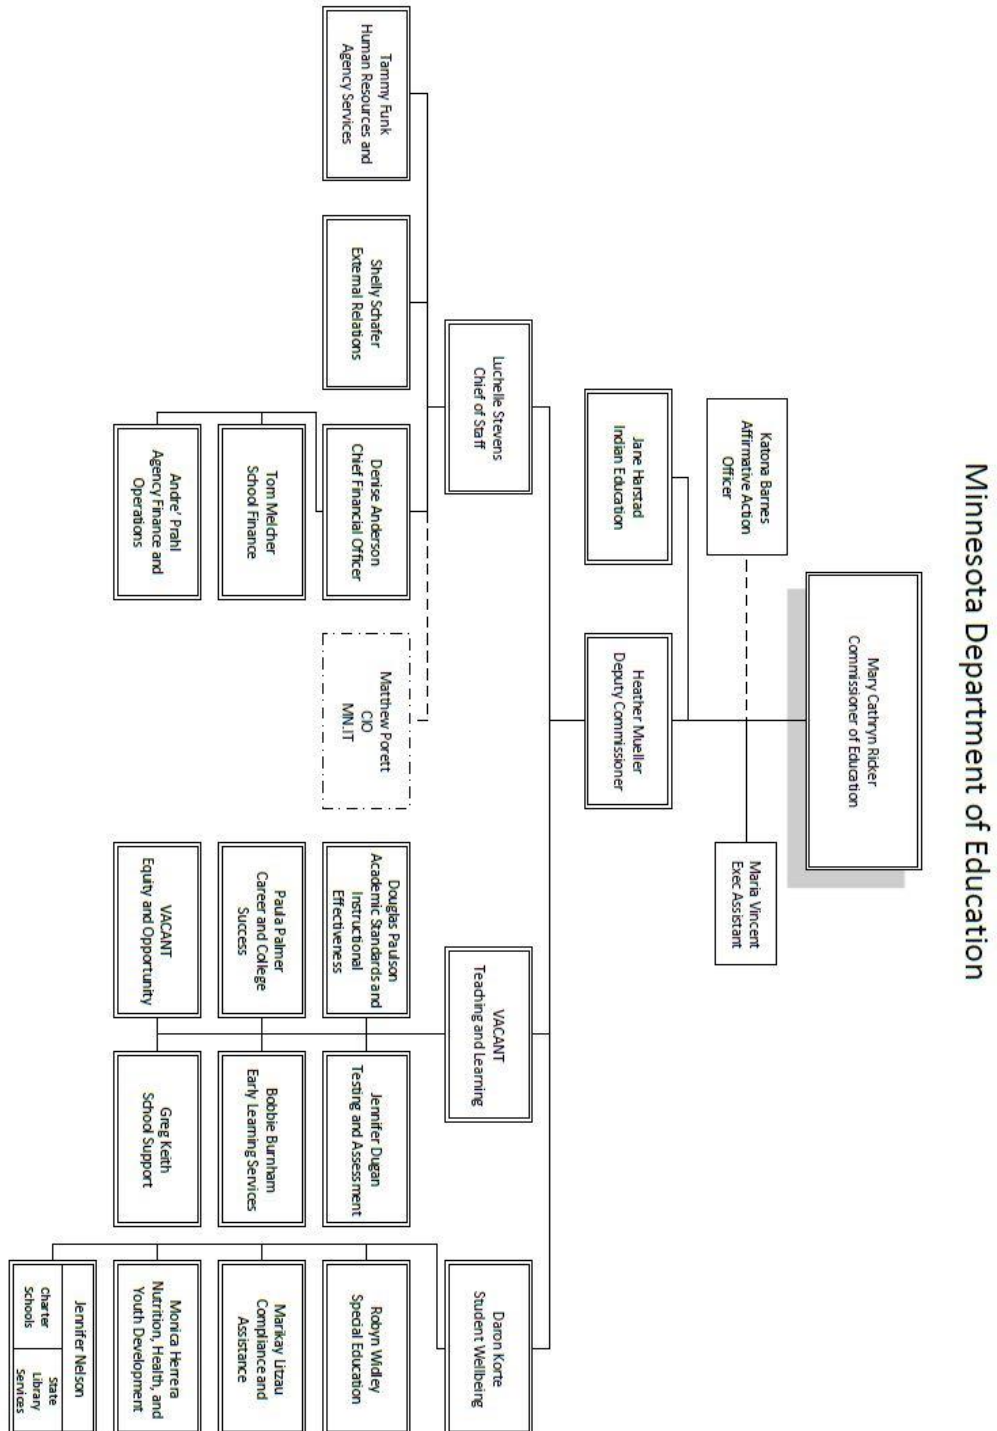 Minnesota Department of Education
Mary Cathryn Ricker
Commissioner of Education
Katona Barnes
Affirmative Action
Officer
Maria Vincent
Exec Assistant
Jane Harstad
Indian Education
Heather Mueller
Deputy Commissioner
Luchelle Stevens
Chief of Staff
VACANT
Teaching and Learning
Daron Korte
Student Wellbeing
Tammy Funk
Human Resources and
Agency Services
Shelly Schafer
External Relations
Denise Anderson
Chief Financial Officer
Matthew Porett
CIO
MN.IT
Douglas Paulson
Academic Standards and
Instructional
Effectiveness
Jennifer Dugan
Testing and Assessment
Robyn Widley
Special Education
Tom Melcher
School Finance
Paula Palmer
Career and College
Success
Bobbie Burnham
Early Learning Services
Marikay Litzau
Compliance and
Assistance
Andre' Prahl
Agency Finance and
Operations
VACANT
Equity and Opportunity
Greg Keith
School Support
Monica Herrera
Nutrition, Health, and
Youth Development
Jennifer Nelson
Charter
Schools
State
Library
Services